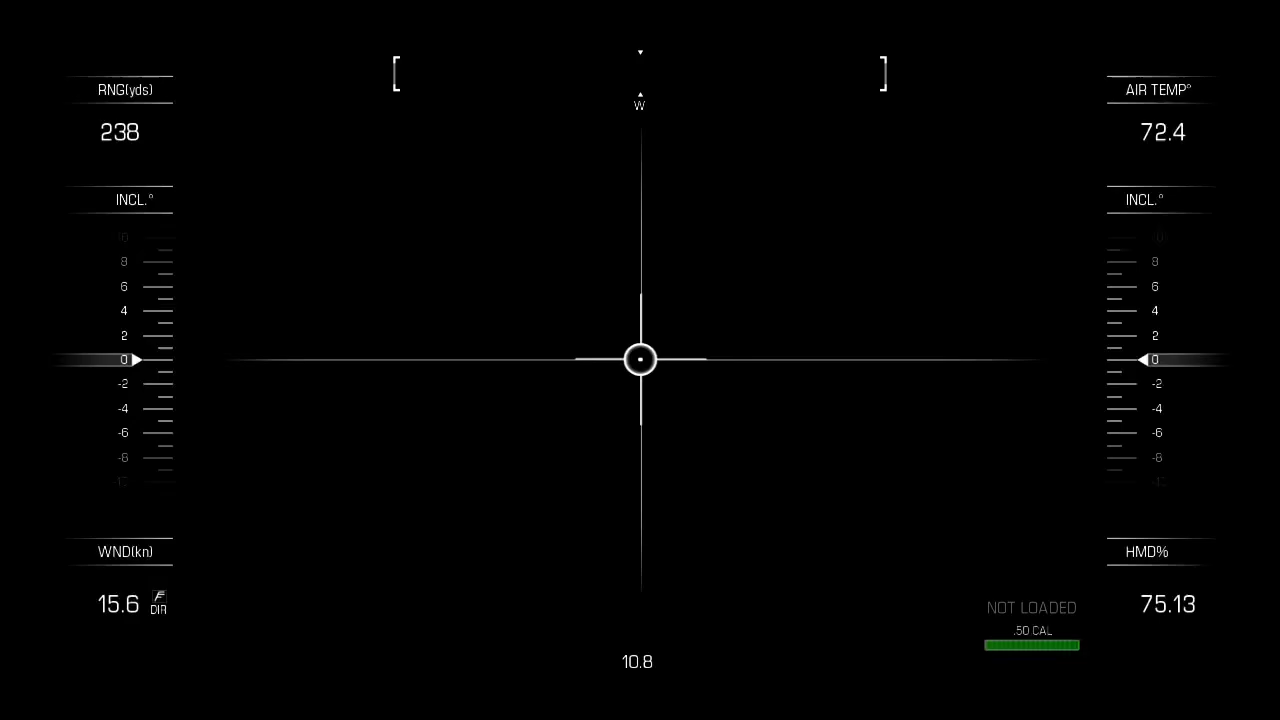 W
RNG(yds)
238
AIR TEMP°
72.4
INCL.°
8
6
4
2
0
-2
-4
-6
-8
INCL.°
8
6
4
2
0
-2
-4
-6
-8
WND(kn)
15.6
DIR
HMD%
75.13
NOT LOADED
.50 CAL
10.8